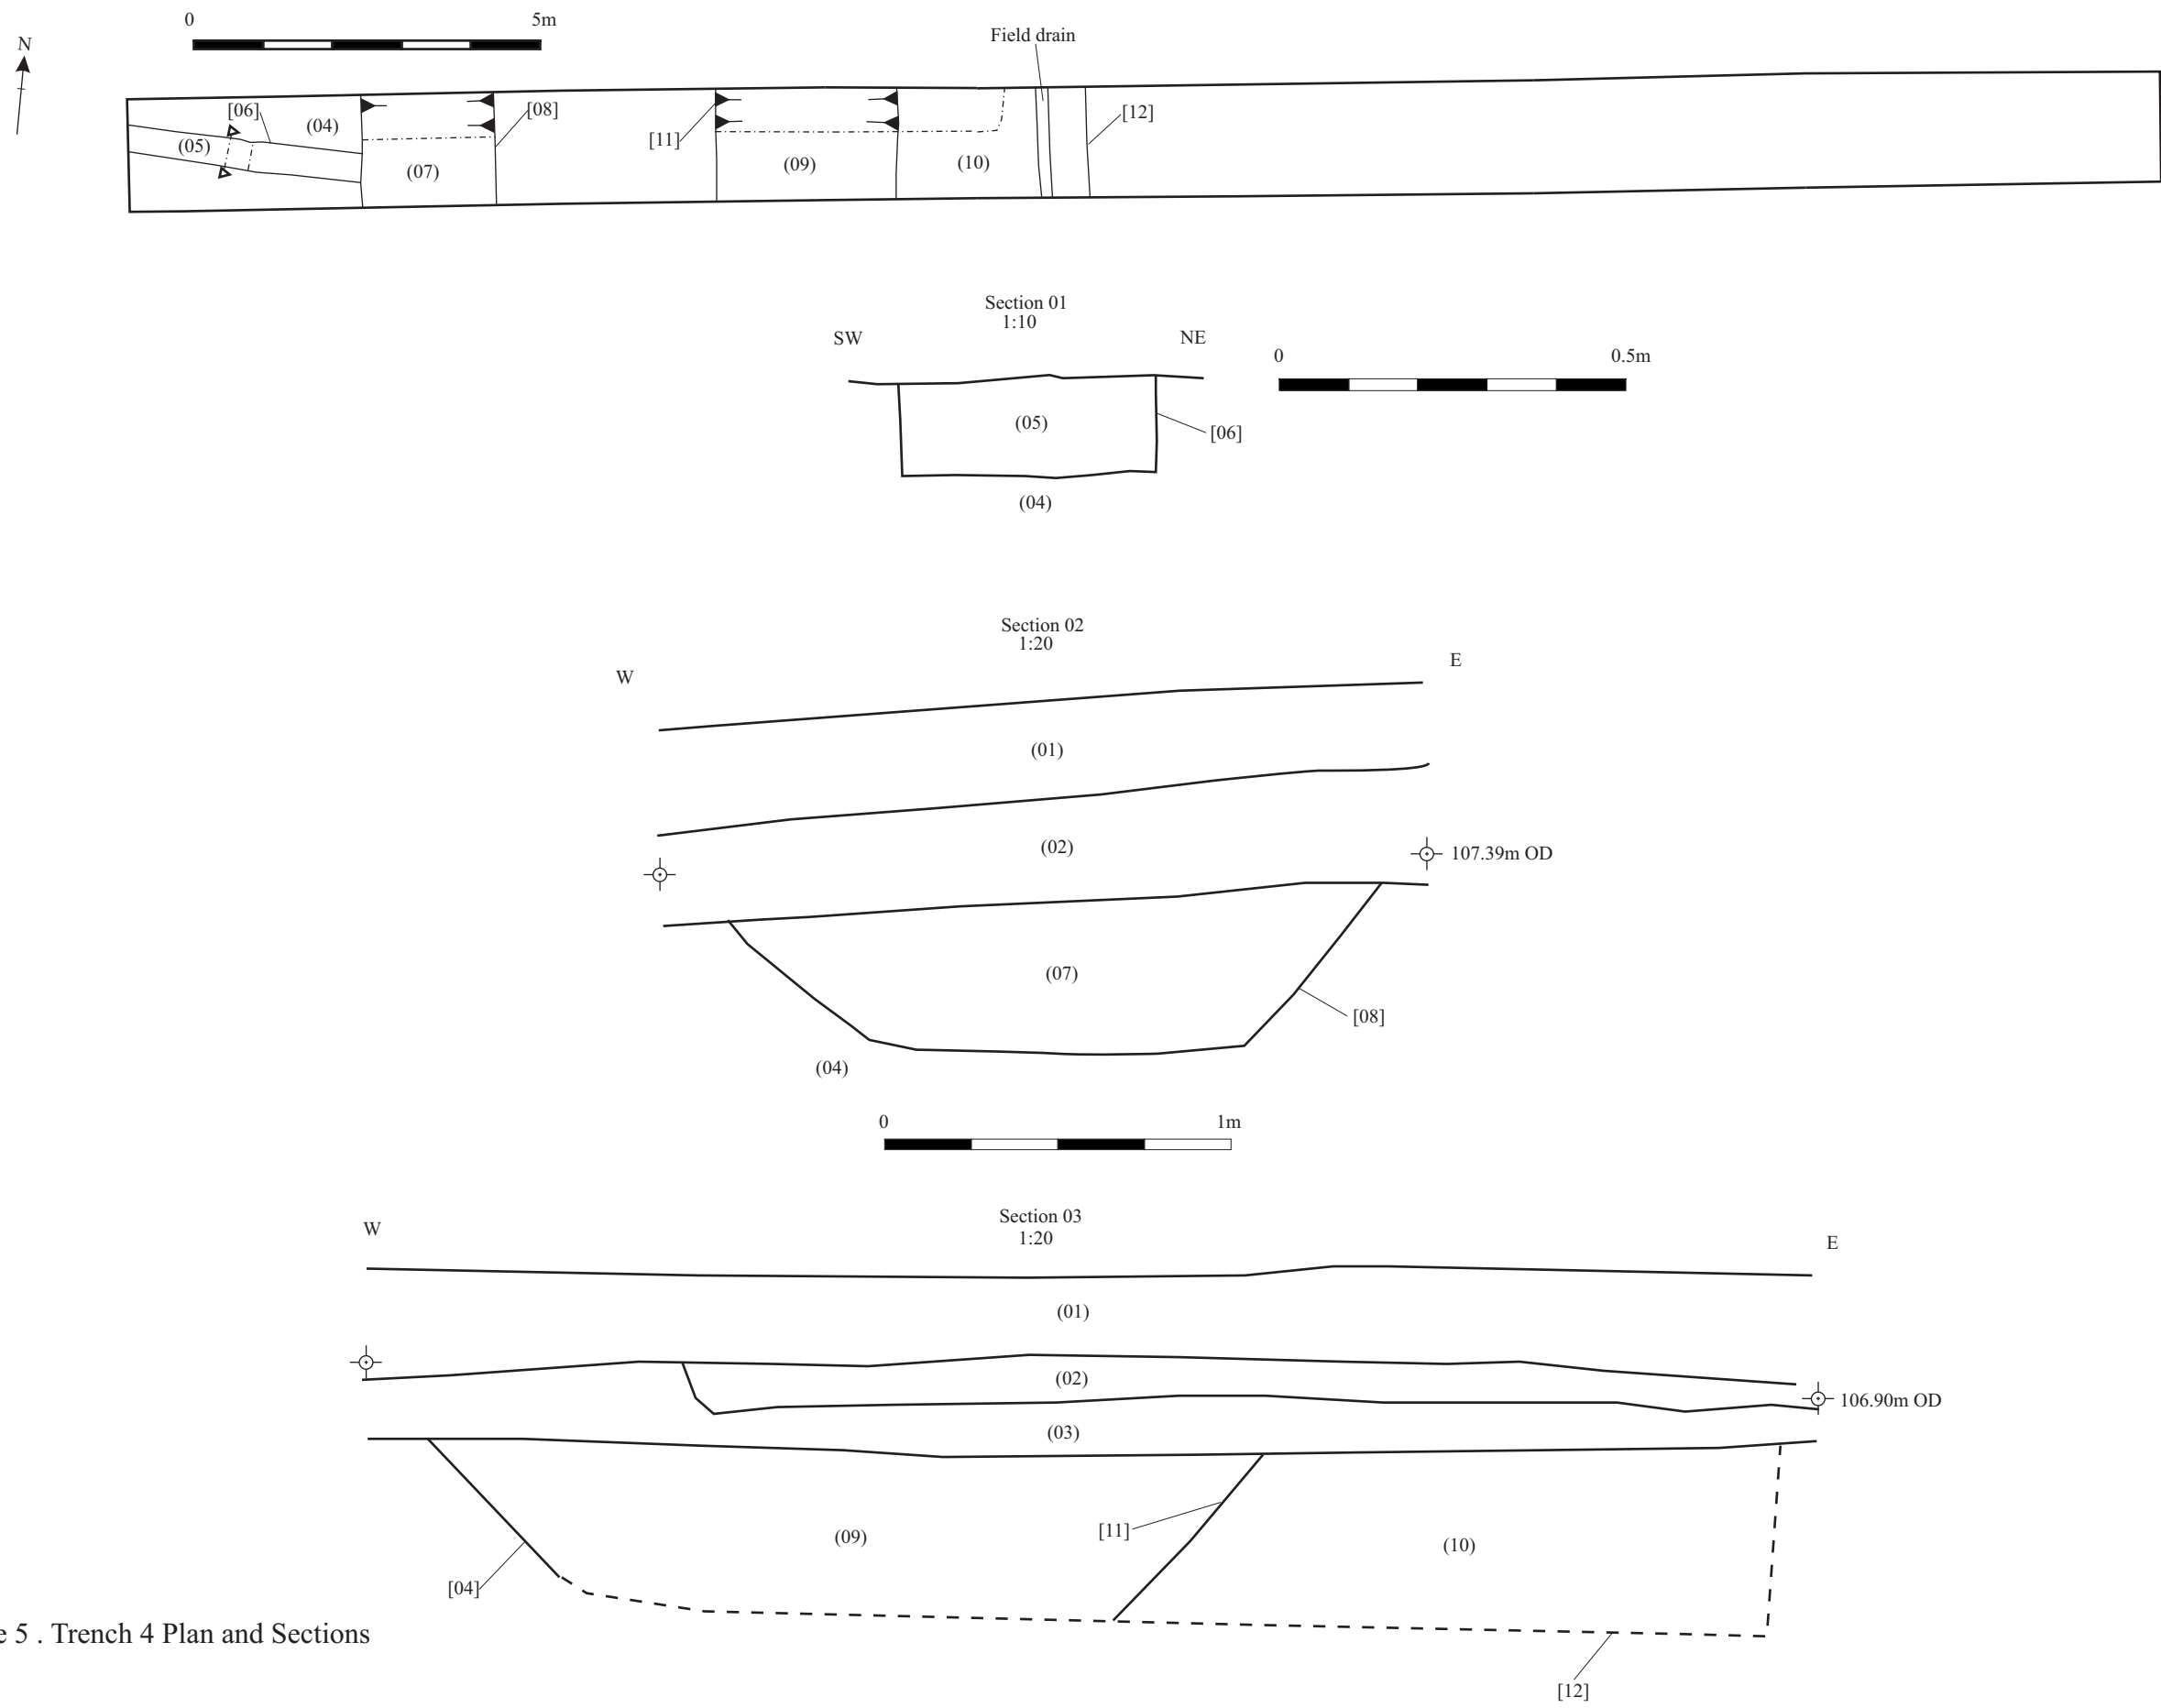 0
5m
N
Field drain
[06]
(04)
[08]
[11]
[12]
(05)
(07)
(09)
(10)
Section 01
1:10
SW
NE
0
0.5m
(05)
[06]
(04)
Section 02
1:20
W
E
(01)
(02)
107.39m OD
(07)
[08]
(04)
0
1m
Section 03
1:20
W
E
(01)
(02)
106.90m OD
(03)
(09)
[11]
(10)
[04]
e 5 . Trench 4 Plan and Sections
[12]